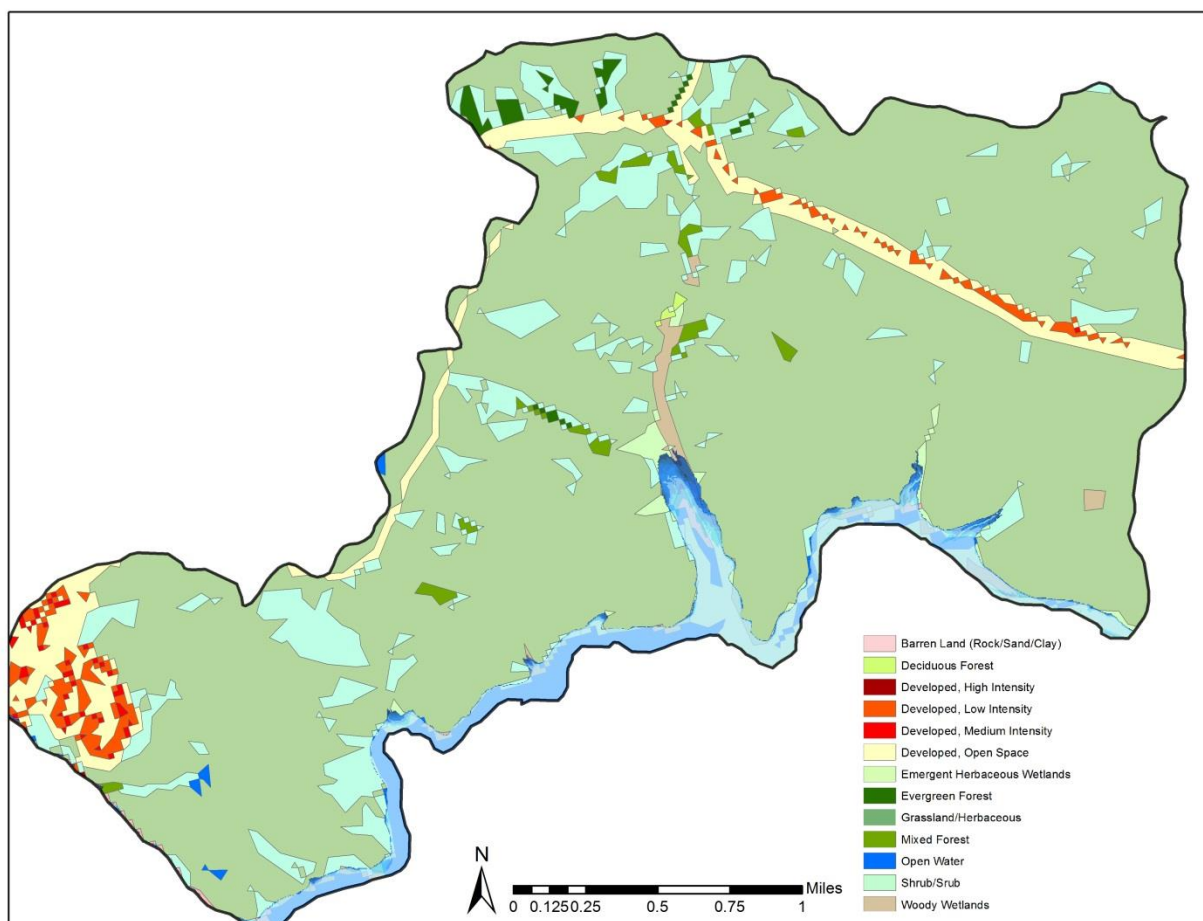 Barren Land (Rock/Sand/Clay)
Deciduous Forest
Developed, High Intensity
Developed, Low Intensity
Developed, Medium Intensity
Developed, Open Space
Emergent Herbaceous Wetlands
Evergreen Forest
Grassland/Herbaceous
Mixed Forest
Open Water
Shrub/Srub
Woody Wetlands
N
Miles
0 0.125 0.25 0.5 0.75 1